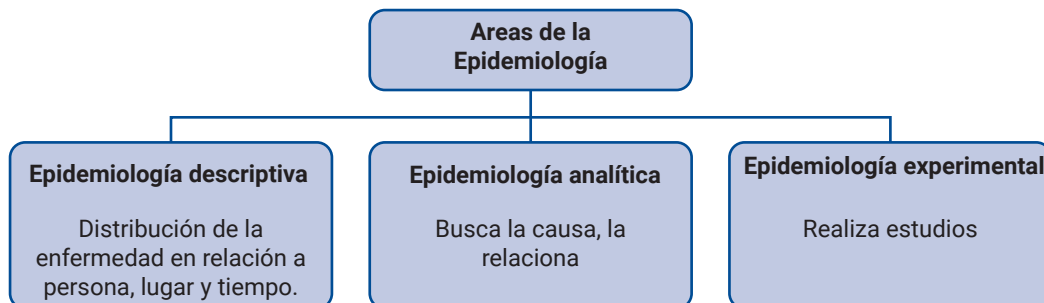 Areas de la
Epidemiología
Epidemiología descriptiva
Distribución de la
enfermedad en relación a
persona, lugar y tiempo.
Epidemiología analítica
Busca la causa, la
relaciona
Epidemiología experimental
Realiza estudios